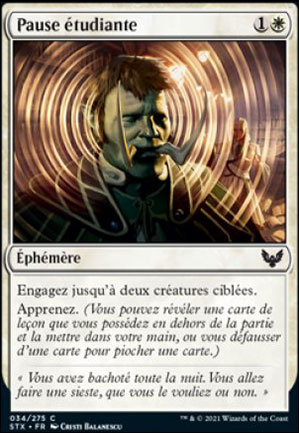 Pause étudiante 1
Éphémère
Engagez jusqu'à deux créatures ciblées.
Apprenez. (Vous pouvez révéler une carte de
leçon que vous possédez en dehors de la partie
et la mettre dans votre main, ou vous défausser
d'une carte pour piocher une carte.)
« Vous avez bachoté toute la nuit. Vous allez
faire une sieste, que vous le vouliez ou non. »
034/275 C
STX • FR Cristi Balanescu
™ & © 2021 Wizards of the Coast